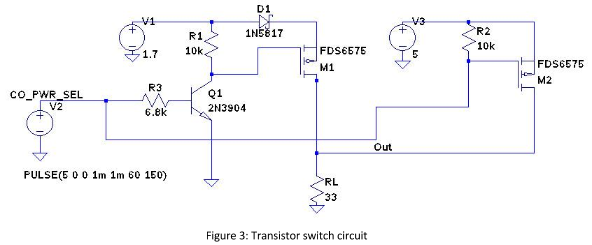 D1
V1
1N5817
V3
R1
10k
1.7
R2
10k
5
FDS6575
M1
FDS6575
M2
R3
6.8k
Q1
2N3904
CO_PWR_SEL
V2
Out
PULSE(5 0 0 1m 1m 60 150)
RL
33
Figure 3: Transistor switch circuit